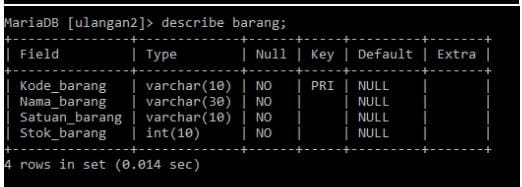 MariaDB [ulangan2]> describe barang;
+---------------+-------------+------+-----+---------+-------+
| Field         | Type        | Null | Key | Default | Extra |
+---------------+-------------+------+-----+---------+-------+
| Kode_barang   | varchar(10) | NO   | PRI | NULL    |       |
| Nama_barang   | varchar(30) | NO   |     | NULL    |       |
| Satuan_barang | varchar(10) | NO   |     | NULL    |       |
| Stok_barang   | int(10)     | NO   |     | NULL    |       |
+---------------+-------------+------+-----+---------+-------+
4 rows in set (0.014 sec)